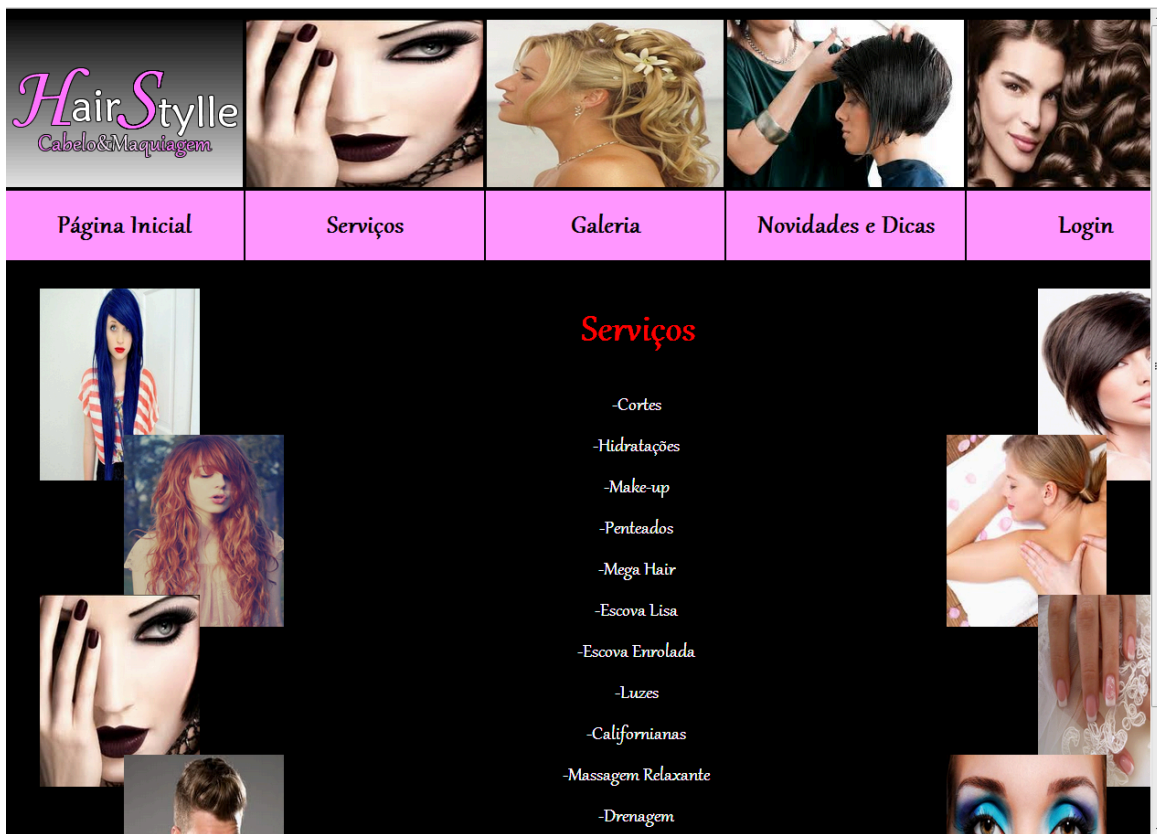 HairStylle
Cabelo&Maquiagem
Página Inicial
Serviços
Galeria
Novidades e Dicas
Login
Serviços
-Cortes
-Hidratações
-Make-up
-Penteados
-Mega Hair
-Escova Lisa
-Escova Enrolada
-Luzes
-Californianas
-Massagem Relaxante
-Drenagem